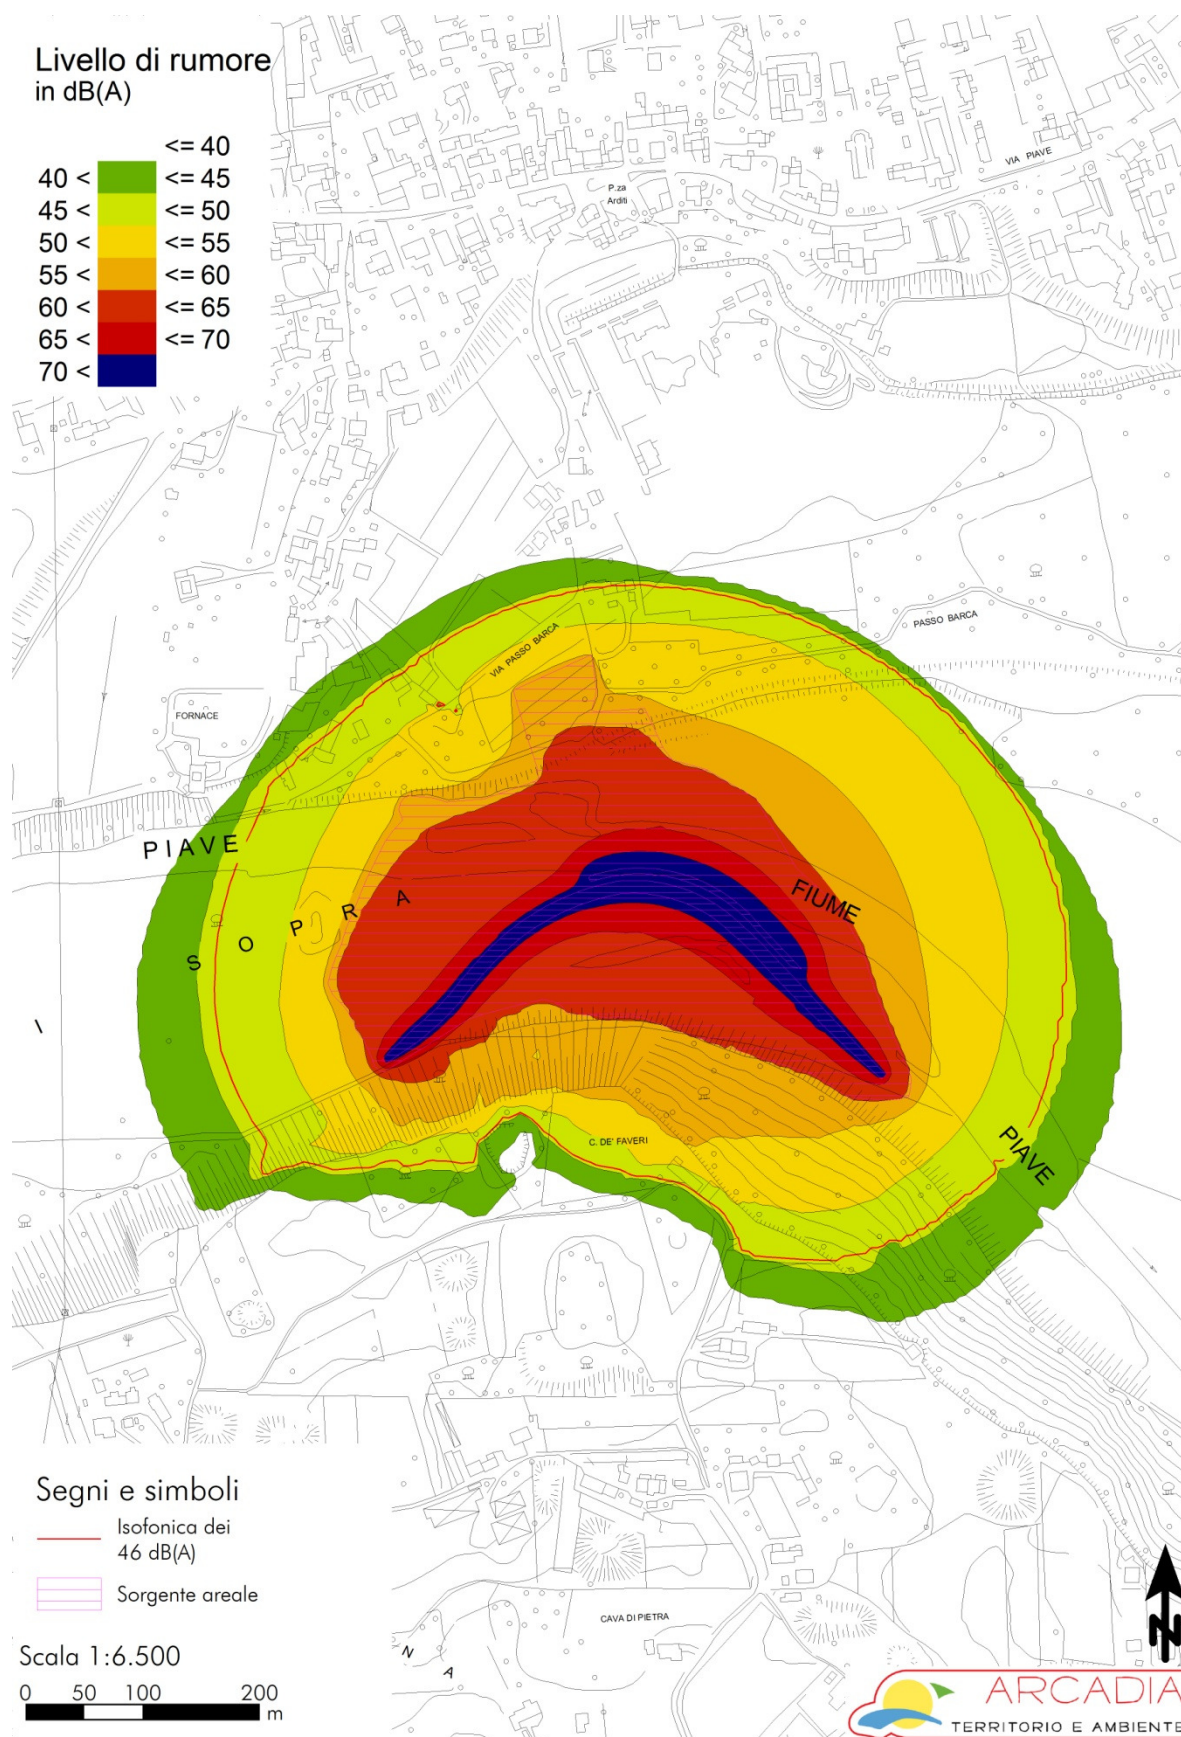 Livello di rumore
in dB(A)
<= 40
40 < <= 45
45 < <= 50
50 < <= 55
55 < <= 60
60 < <= 65
65 < <= 70
70 <
VIA PIAVE
P.za
Arditi
PASSO BARCA
VIA PASSO BARCA
FORNACE
PIAVE
FIUME
S O P R A
I
C. DE' FAVERI
PIAVE
Segni e simboli
Isofonica dei
46 dB(A)
Sorgente areale
CAVA DI PIETRA
N A
Scala 1:6.500
0 50 100 200
m
N
ARCADIA
TERRITORIO E AMBIENTE